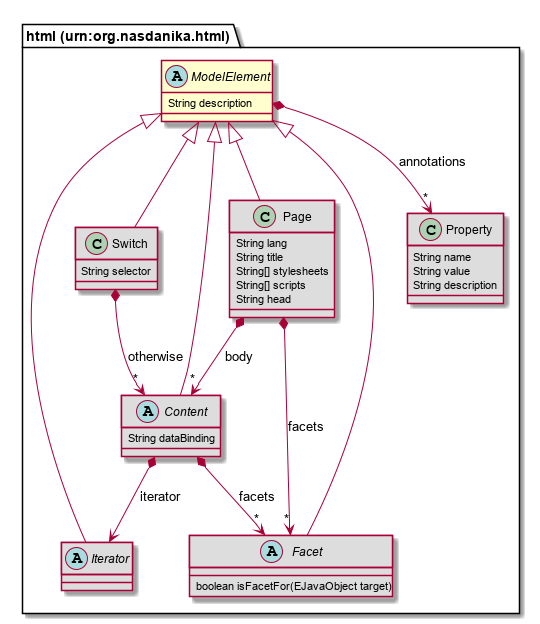 html (urn:org.nasdanika.html)
A ModelElement
String description
annotations
*
C Switch
String selector
C Page
String lang
String title
String[] stylesheets
String[] scripts
String head
C Property
String name
String value
String description
otherwise
*
body
*
A Content
String dataBinding
facets
*
iterator
facets
*
A Iterator
A Facet
boolean isFacetFor(EJavaObject target)